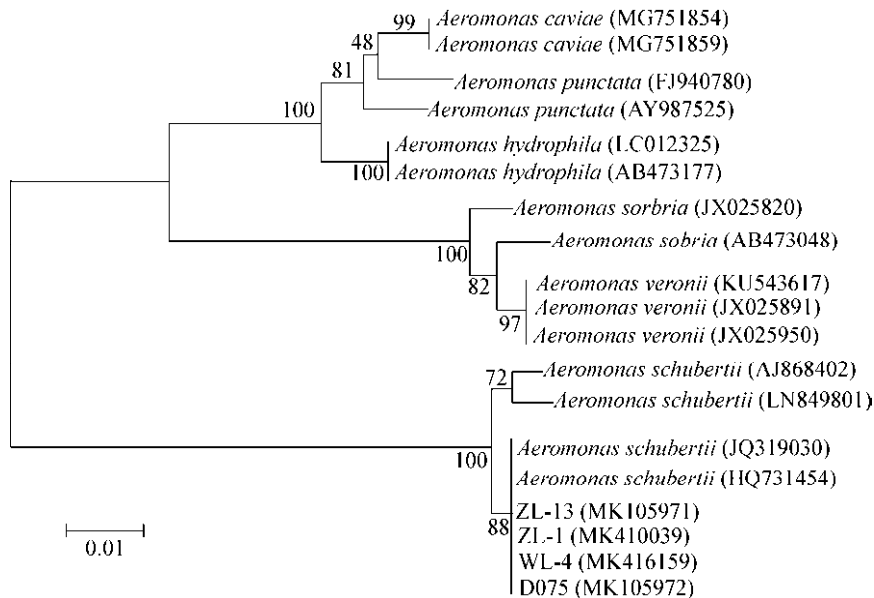 99
Aeromonas caviae (MG751854)
Aeromonas caviae (MG751859)
48
Aeromonas punctata (FJ940780)
81
Aeromonas punctata (AY987525)
100
Aeromonas hydrophila (LC012325)
100
Aeromonas hydrophila (AB473177)
Aeromonas sorbria (JX025820)
100
Aeromonas sobria (AB473048)
82
Aeromonas veronii (KU543617)
Aeromonas veronii (JX025891)
97
Aeromonas veronii (JX025950)
72
Aeromonas schubertii (AJ868402)
Aeromonas schubertii (LN849801)
100
Aeromonas schubertii (JQ319030)
Aeromonas schubertii (HQ731454)
88
ZL-13 (MK105971)
ZL-1 (MK410039)
WL-4 (MK416159)
D075 (MK105972)
0.01